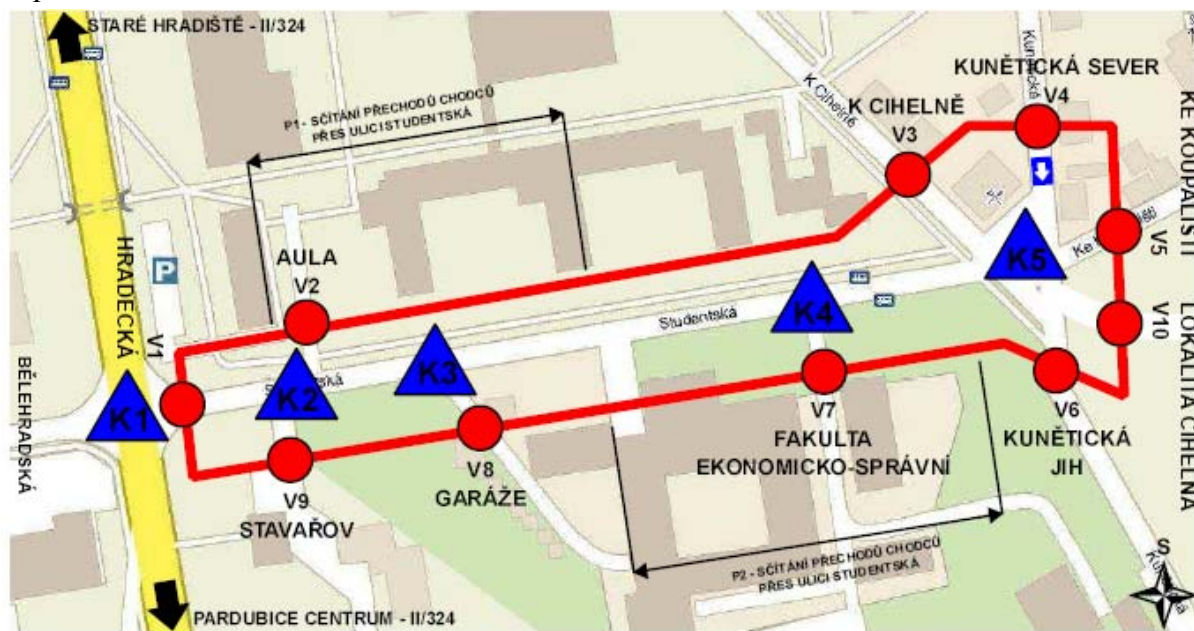 STARÉ HRADIŠTĚ - II/324
KUNĚTICKÁ SEVER
V4
K CIHELNĚ
V3
K Cihelně
P1 - SČÍTÁNÍ PŘECHODŮ CHODCŮ
PŘES ULICI STUDENTSKÁ
KE KOUPALIŠTI
V5
K5
HRADECKÁ
P
AULA
V2
V1
K4
V10
LOKALITA CIHELNA
Studentská
BĚLEHRADSKÁ
K1
K2
K3
V7
V6
V8
GARÁŽE
FAKULTA
EKONOMICKO-SPRÁVNÍ
KUNĚTICKÁ
JIH
V9
STAVAŘOV
P2 - SČÍTÁNÍ PŘECHODŮ CHODCŮ
PŘES ULICI STUDENTSKÁ
S
PARDUBICE CENTRUM - II/324